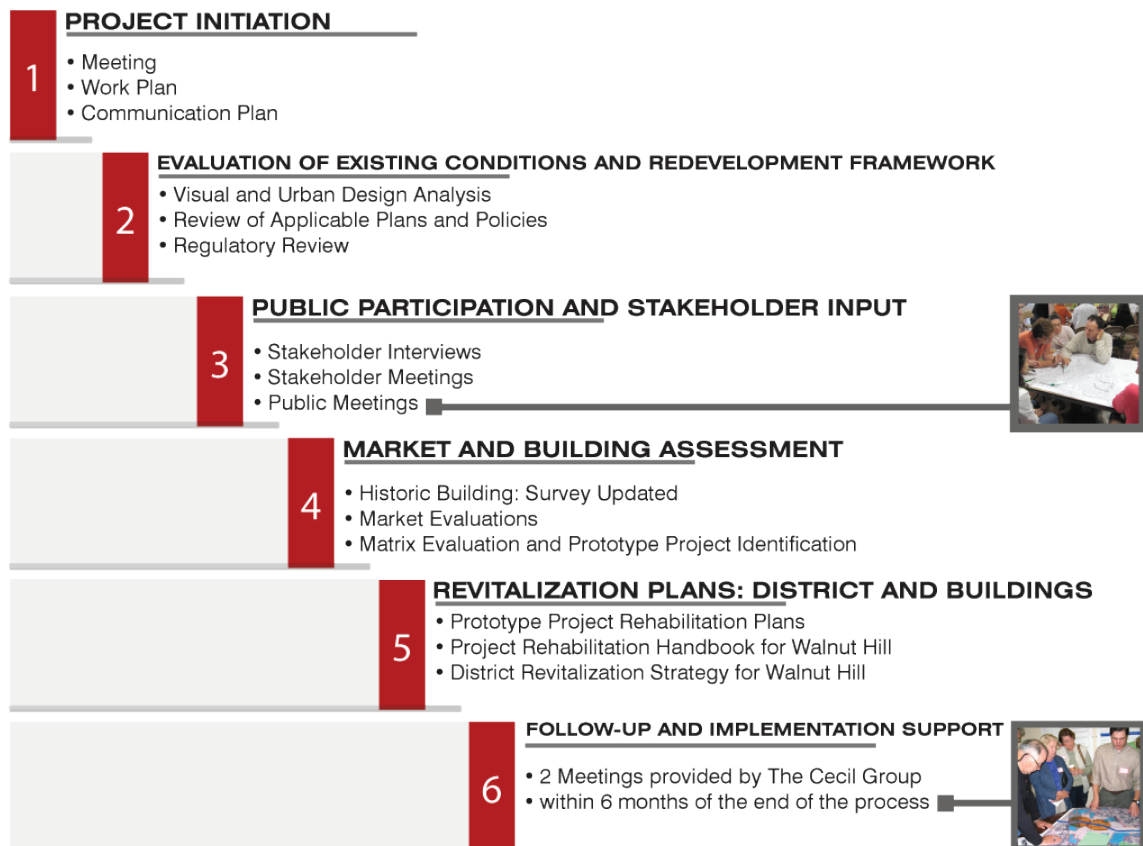 1
PROJECT INITIATION
• Meeting
• Work Plan
• Communication Plan
2
EVALUATION OF EXISTING CONDITIONS AND REDEVELOPMENT FRAMEWORK
• Visual and Urban Design Analysis
• Review of Applicable Plans and Policies
• Regulatory Review
3
PUBLIC PARTICIPATION AND STAKEHOLDER INPUT
• Stakeholder Interviews
• Stakeholder Meetings
• Public Meetings
4
MARKET AND BUILDING ASSESSMENT
• Historic Building: Survey Updated
• Market Evaluations
• Matrix Evaluation and Prototype Project Identification
5
REVITALIZATION PLANS: DISTRICT AND BUILDINGS
• Prototype Project Rehabilitation Plans
• Project Rehabilitation Handbook for Walnut Hill
• District Revitalization Strategy for Walnut Hill
6
FOLLOW-UP AND IMPLEMENTATION SUPPORT
• 2 Meetings provided by The Cecil Group
• within 6 months of the end of the process